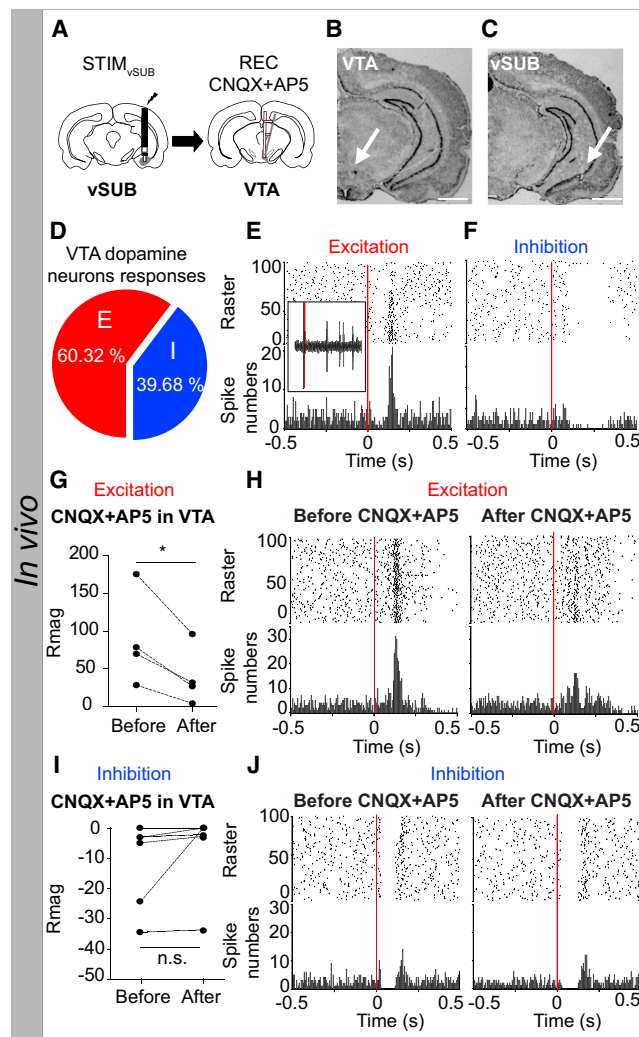 In vivo
A
STIMvSUB
REC
CNQX+AP5
vSUB
VTA
B
VTA
C
vSUB
D
VTA dopamine
neurons responses
E
60.32 %
I
39.68 %
E
Excitation
Raster
100
50
0
Spike
numbers
20
10
0
-0.5
0
0.5
Time (s)
F
Inhibition
-0.5
0
0.5
Time (s)
G
Excitation
CNQX+AP5 in VTA
*
Rmag
200
150
100
50
0
Before
After
H
Excitation
Before CNQX+AP5
After CNQX+AP5
Raster
100
50
0
Spike
numbers
30
20
10
0
-0.5
0
0.5
Time (s)
-0.5
0
0.5
Time (s)
I
Inhibition
CNQX+AP5 in VTA
Rmag
0
-10
-20
-30
-40
-50
n.s.
Before
After
J
Inhibition
Before CNQX+AP5
After CNQX+AP5
Raster
100
50
0
Spike
numbers
30
20
10
0
-0.5
0
0.5
Time (s)
-0.5
0
0.5
Time (s)